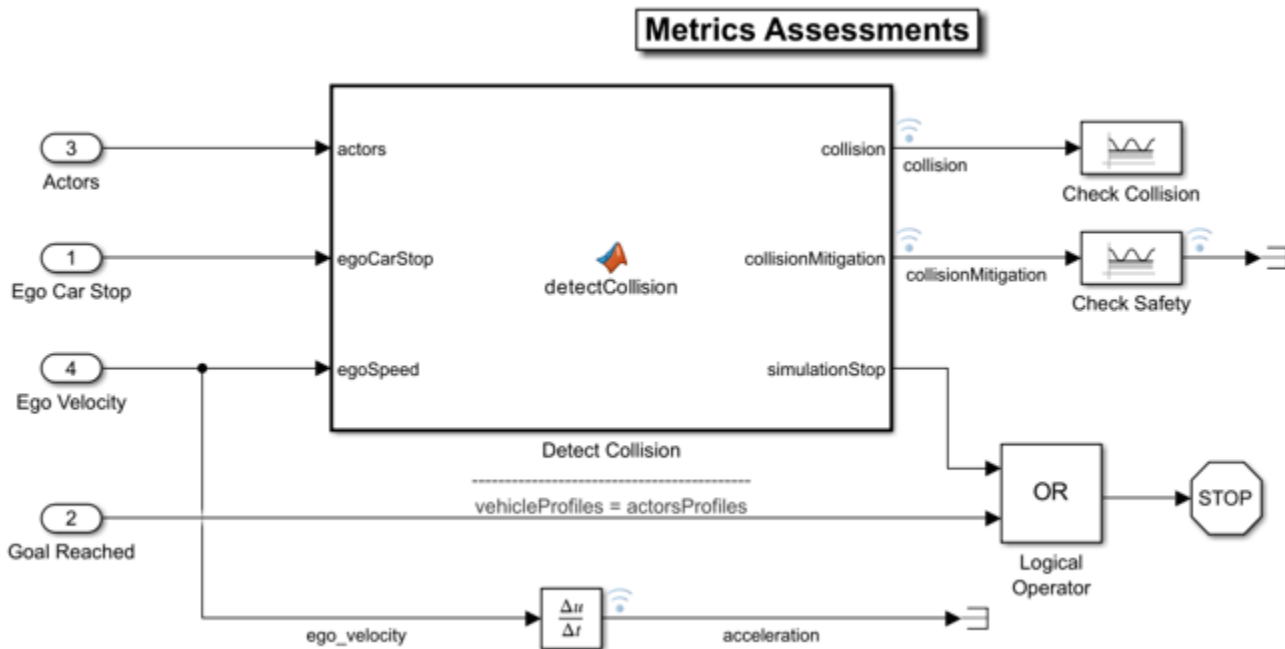 Metrics Assessments
3
Actors
actors
collision
collision
Check Collision
1
Ego Car Stop
egoCarStop
detectCollision
collisionMitigation
collisionMitigation
Check Safety
4
Ego Velocity
egoSpeed
simulationStop
Detect Collision
OR
STOP
vehicleProfiles = actorsProfiles
2
Goal Reached
Logical
Operator
Δu
Δt
ego_velocity
acceleration